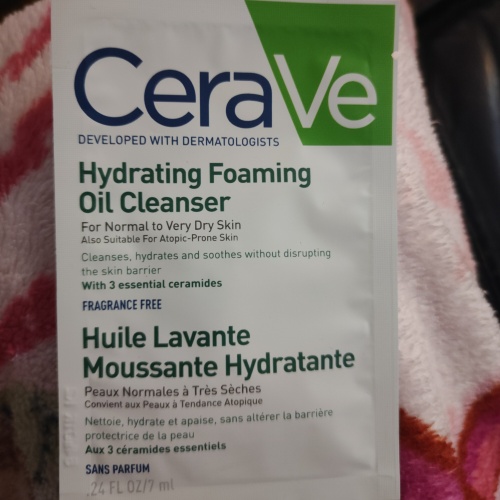 CeraVe
DEVELOPED WITH DERMATOLOGISTS
Hydrating Foaming
Oil Cleanser
For Normal to Very Dry Skin
Also Suitable For Atopic-Prone Skin
Cleanses, hydrates and soothes without disrupting
the skin barrier
With 3 essential ceramides
FRAGRANCE FREE
Huile Lavante
Moussante Hydratante
Peaux Normales à Très Sèches
Convient aux Peaux à Tendance Atopique
Nettoie, hydrate et apaise, sans altérer la barrière
protectrice de la peau
Aux 3 céramides essentiels
SANS PARFUM
.24 FL OZ/7 ml